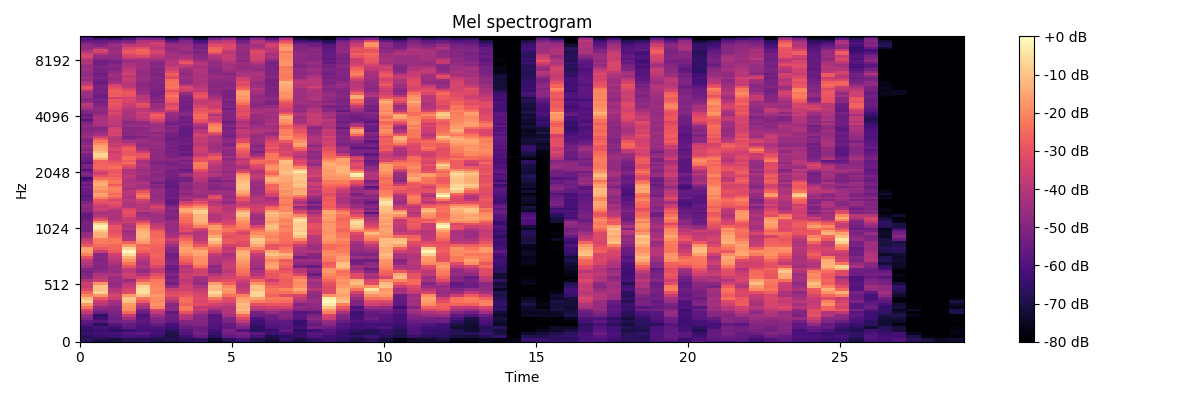 Mel spectrogram
Hz
8192
4096
2048
1024
512
0
0 5 10 15 20 25
Time
+0 dB
-10 dB
-20 dB
-30 dB
-40 dB
-50 dB
-60 dB
-70 dB
-80 dB